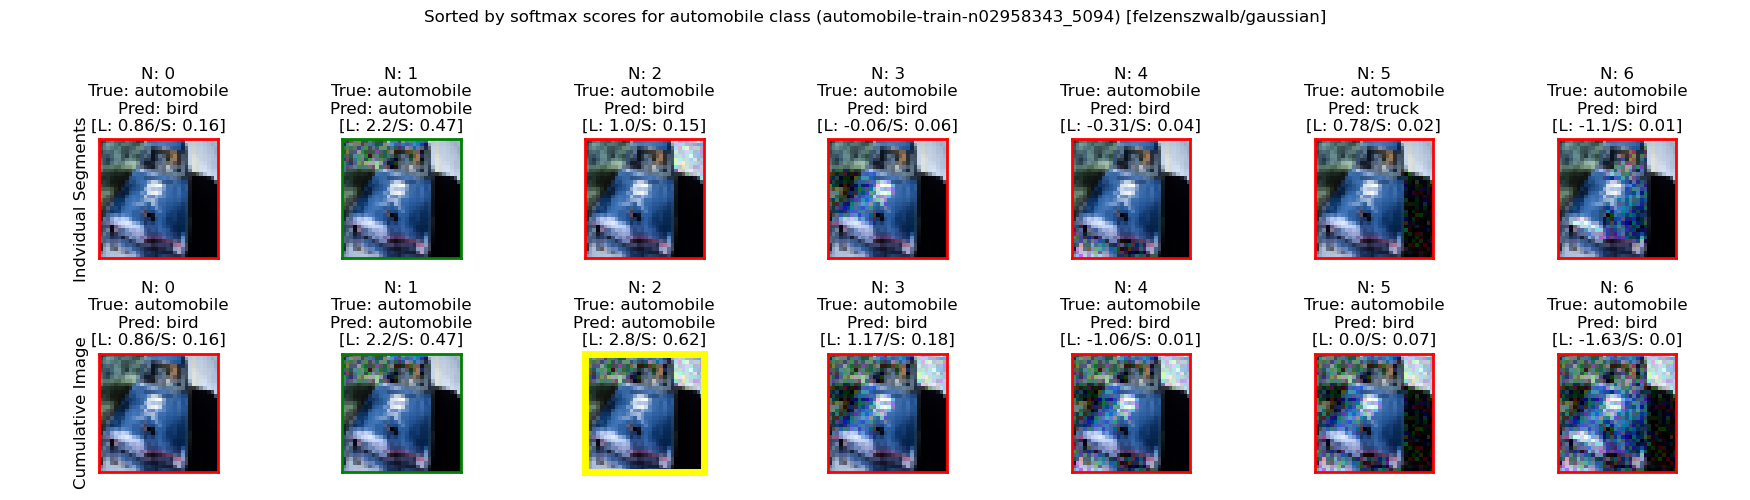 Sorted by softmax scores for automobile class (automobile-train-n02958343_5094) [felzenszwalb/gaussian]
Indvidual Segments
N: 0
True: automobile
Pred: bird
[L: 0.86/S: 0.16]
N: 1
True: automobile
Pred: automobile
[L: 2.2/S: 0.47]
N: 2
True: automobile
Pred: bird
[L: 1.0/S: 0.15]
N: 3
True: automobile
Pred: bird
[L: -0.06/S: 0.06]
N: 4
True: automobile
Pred: bird
[L: -0.31/S: 0.04]
N: 5
True: automobile
Pred: truck
[L: 0.78/S: 0.02]
N: 6
True: automobile
Pred: bird
[L: -1.1/S: 0.01]
Cumulative Image
N: 0
True: automobile
Pred: bird
[L: 0.86/S: 0.16]
N: 1
True: automobile
Pred: automobile
[L: 2.2/S: 0.47]
N: 2
True: automobile
Pred: automobile
[L: 2.8/S: 0.62]
N: 3
True: automobile
Pred: bird
[L: 1.17/S: 0.18]
N: 4
True: automobile
Pred: bird
[L: -1.06/S: 0.01]
N: 5
True: automobile
Pred: bird
[L: 0.0/S: 0.07]
N: 6
True: automobile
Pred: bird
[L: -1.63/S: 0.0]